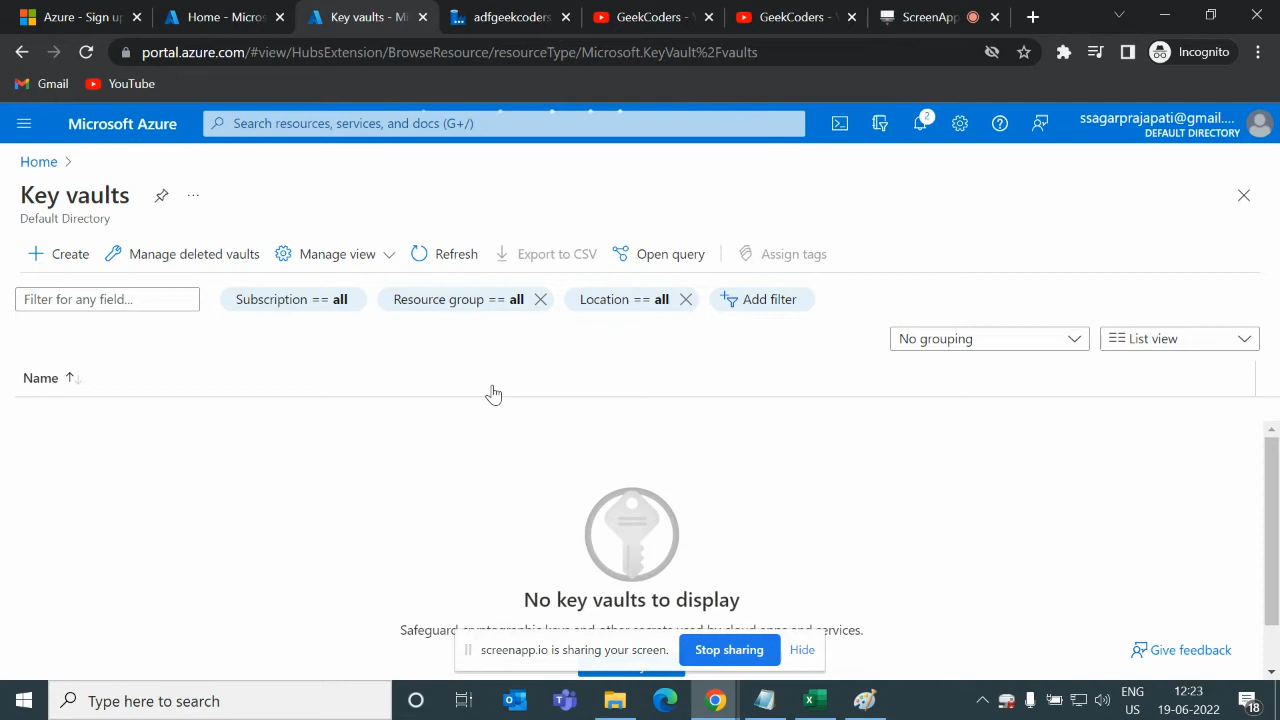 Azure - Sign up
Home - Micros
Key vaults - Mi
adfgeekcoders
GeekCoders - Y
GeekCoders -
ScreenApp
portal.azure.com/#view/HubsExtension/BrowseResource/resourceType/Microsoft.KeyVault%2Fvaults
Incognito
Gmail
YouTube
Microsoft Azure
Search resources, services, and docs (G+/)
2
ssagarprajapati@gmail....
DEFAULT DIRECTORY
Home
Key vaults
Default Directory
Create
Manage deleted vaults
Manage view
Refresh
Export to CSV
Open query
Assign tags
Filter for any field...
Subscription == all
Resource group == all
Location == all
Add filter
No grouping
List view
Name
No key vaults to display
Safeguard cryptographic keys and other secrets used by cloud apps and services.
screenapp.io is sharing your screen.
Stop sharing
Hide
Give feedback
Type here to search
ENG
US
12:23
19-06-2022
18